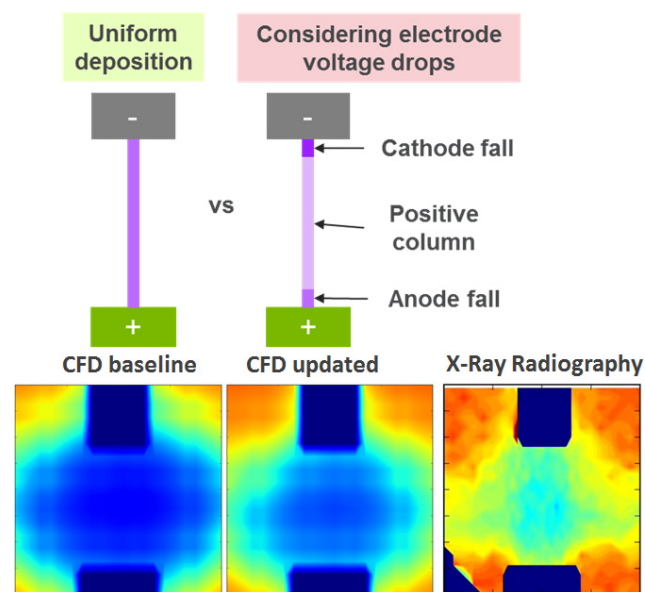 Uniform
deposition
Considering electrode
voltage drops
-
-
Cathode fall
vs
Positive
column
Anode fall
+
+
CFD baseline
CFD updated
X-Ray Radiography